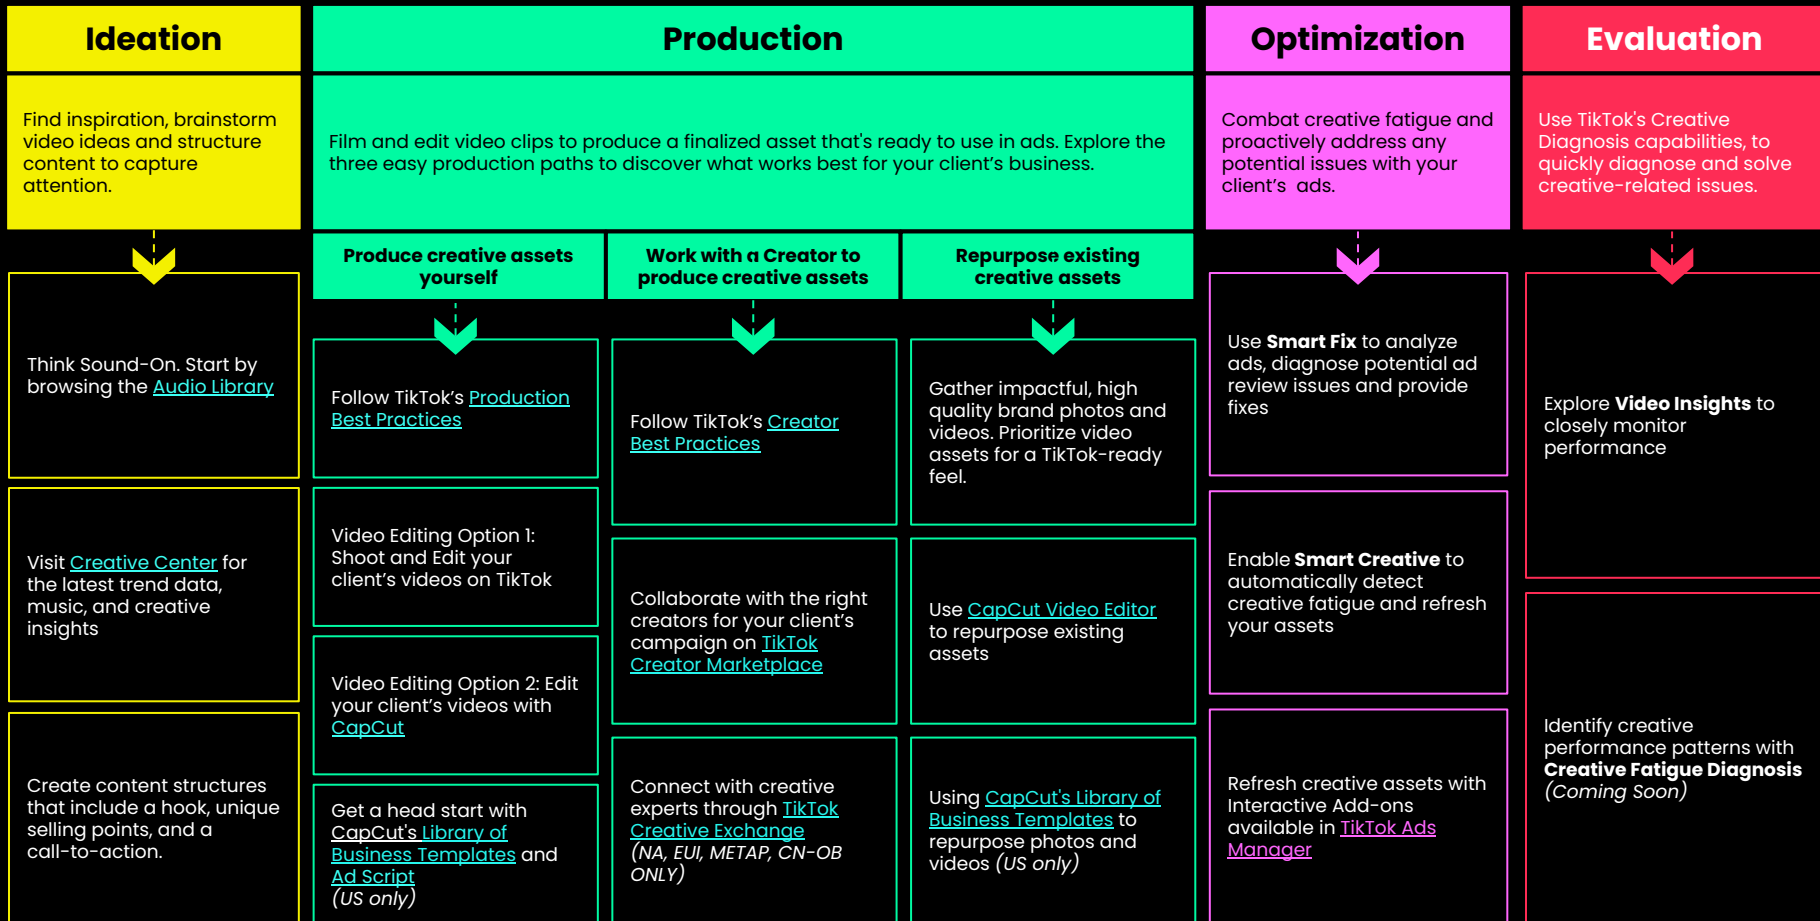 Ideation
Find inspiration, brainstorm
video ideas and structure
content to capture
attention.
Think Sound-On. Start by
browsing the Audio Library
Visit Creative Center for
the latest trend data,
music, and creative
insights
Create content structures
that include a hook, unique
selling points, and a
call-to-action.
Production
Film and edit video clips to produce a finalized asset that's ready to use in ads. Explore the
three easy production paths to discover what works best for your client's business.
Produce creative assets
yourself
Follow TikTok's Production
Best Practices
Video Editing Option 1:
Shoot and Edit your
client's videos on TikTok
Video Editing Option 2: Edit
your client's videos with
CapCut
Get a head start with
CapCut's Library of
Business Templates and
Ad Script
(US only)
Work with a Creator to
produce creative assets
Follow TikTok's Creator
Best Practices
Collaborate with the right
creators for your client's
campaign on TikTok
Creator Marketplace
Connect with creative
experts through TikTok
Creative Exchange
(NA, EUI, METAP, CN-OB
ONLY)
Repurpose existing
creative assets
Gather impactful, high
quality brand photos and
videos. Prioritize video
assets for a TikTok-ready
feel.
Use CapCut Video Editor
to repurpose existing
assets
Using CapCut's Library of
Business Templates to
repurpose photos and
videos (US only)
Optimization
Combat creative fatigue and
proactively address any
potential issues with your
client's  ads.
Use Smart Fix to analyze
ads, diagnose potential ad
review issues and provide
fixes
Enable Smart Creative to
automatically detect
creative fatigue and refresh
your assets
Refresh creative assets with
Interactive Add-ons
available in TikTok Ads
Manager
Evaluation
Use TikTok's Creative
Diagnosis capabilities, to
quickly diagnose and solve
creative-related issues.
Explore Video Insights to
closely monitor
performance
Identify creative
performance patterns with
Creative Fatigue Diagnosis
(Coming Soon)